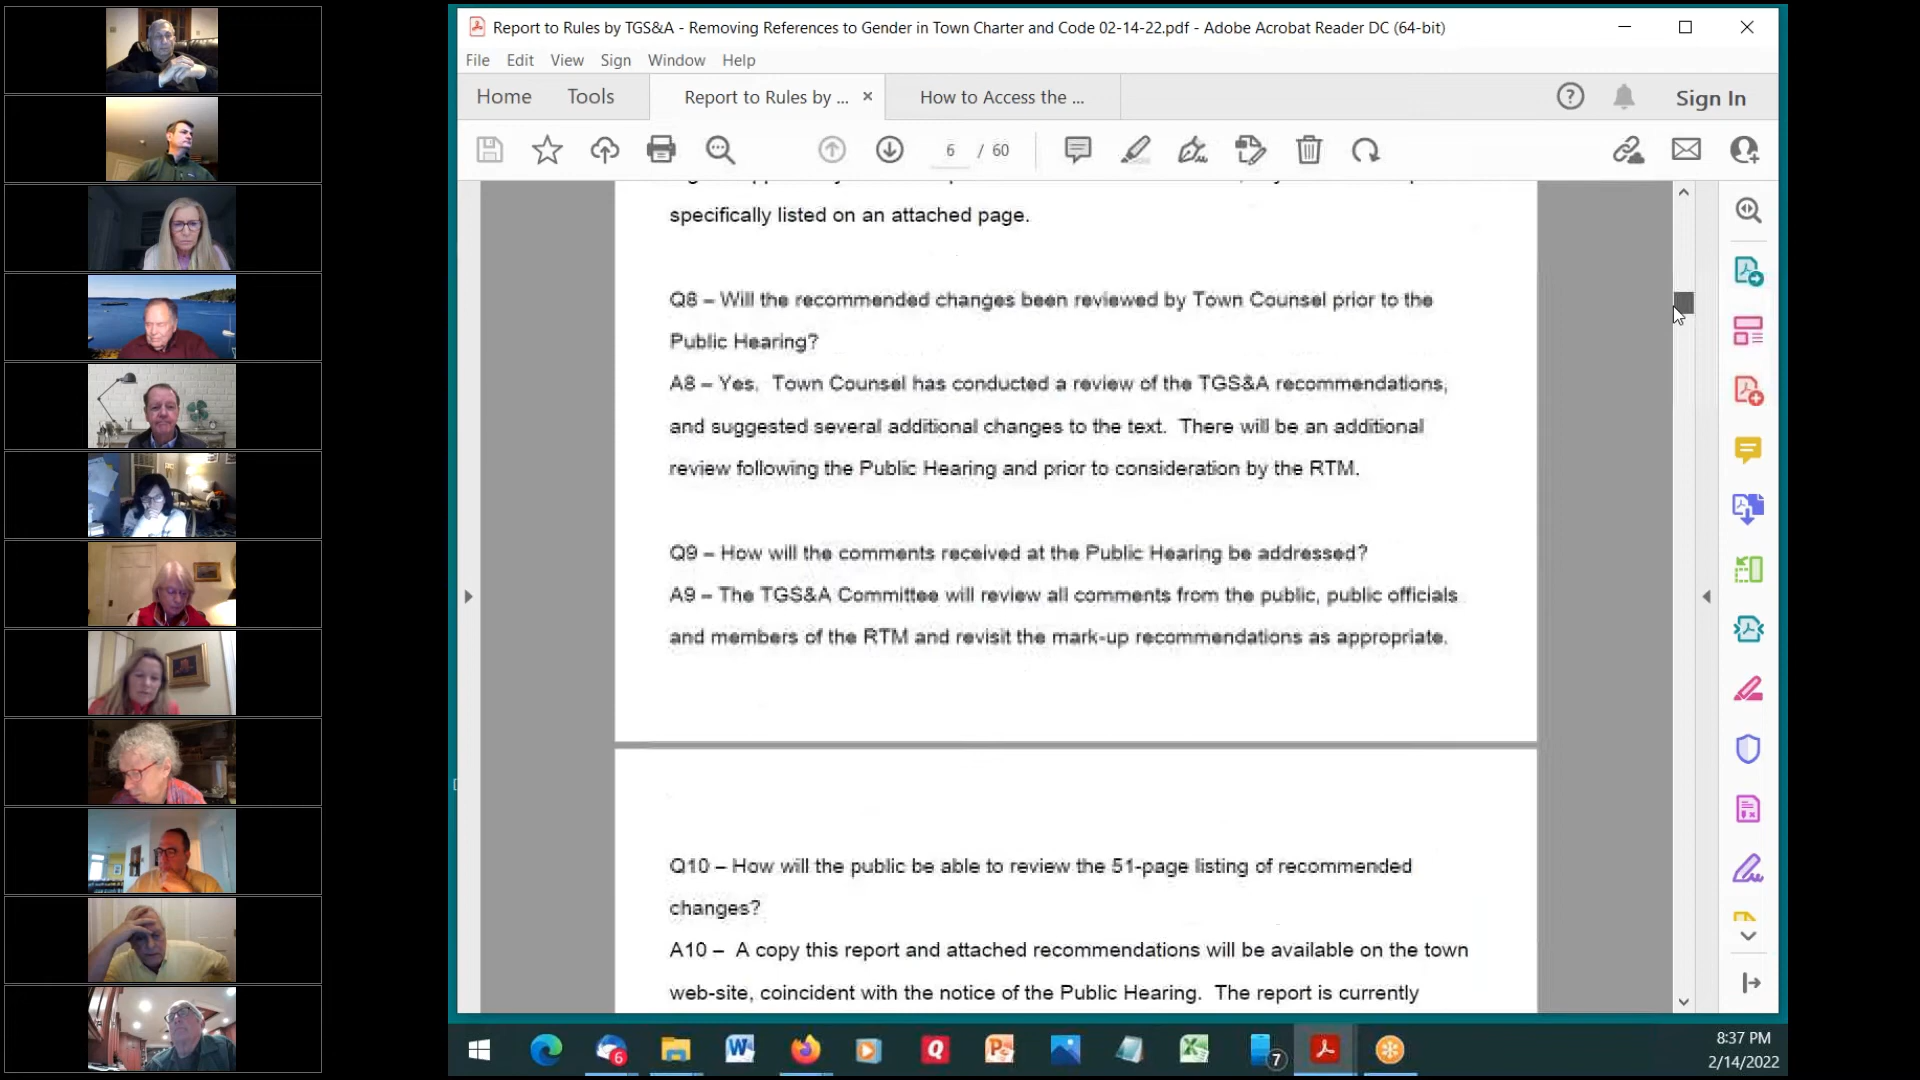 Report to Rules by TGS&A - Removing References to Gender in Town Charter and Code 02-14-22.pdf - Adobe Acrobat Reader DC (64-bit)
File Edit View Sign Window Help
Home Tools Report to Rules by ... × How to Access the ... Sign In
6 / 60
specifically listed on an attached page.
Q8 – Will the recommended changes been reviewed by Town Counsel prior to the
Public Hearing?
A8 – Yes. Town Counsel has conducted a review of the TGS&A recommendations,
and suggested several additional changes to the text. There will be an additional
review following the Public Hearing and prior to consideration by the RTM.
Q9 – How will the comments received at the Public Hearing be addressed?
A9 – The TGS&A Committee will review all comments from the public, public officials
and members of the RTM and revisit the mark-up recommendations as appropriate.
Q10 – How will the public be able to review the 51-page listing of recommended
changes?
A10 – A copy this report and attached recommendations will be available on the town
web-site, coincident with the notice of the Public Hearing. The report is currently
6
7
8:37 PM
2/14/2022